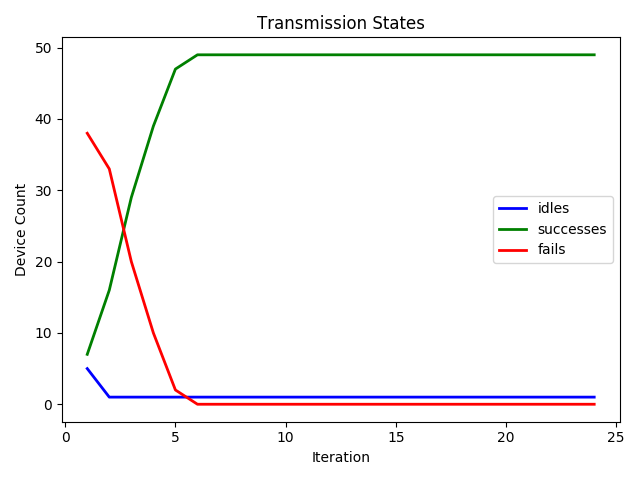 Transmission States
Device Count
50
40
30
20
10
0
idles
successes
fails
0 5 10 15 20 25
Iteration